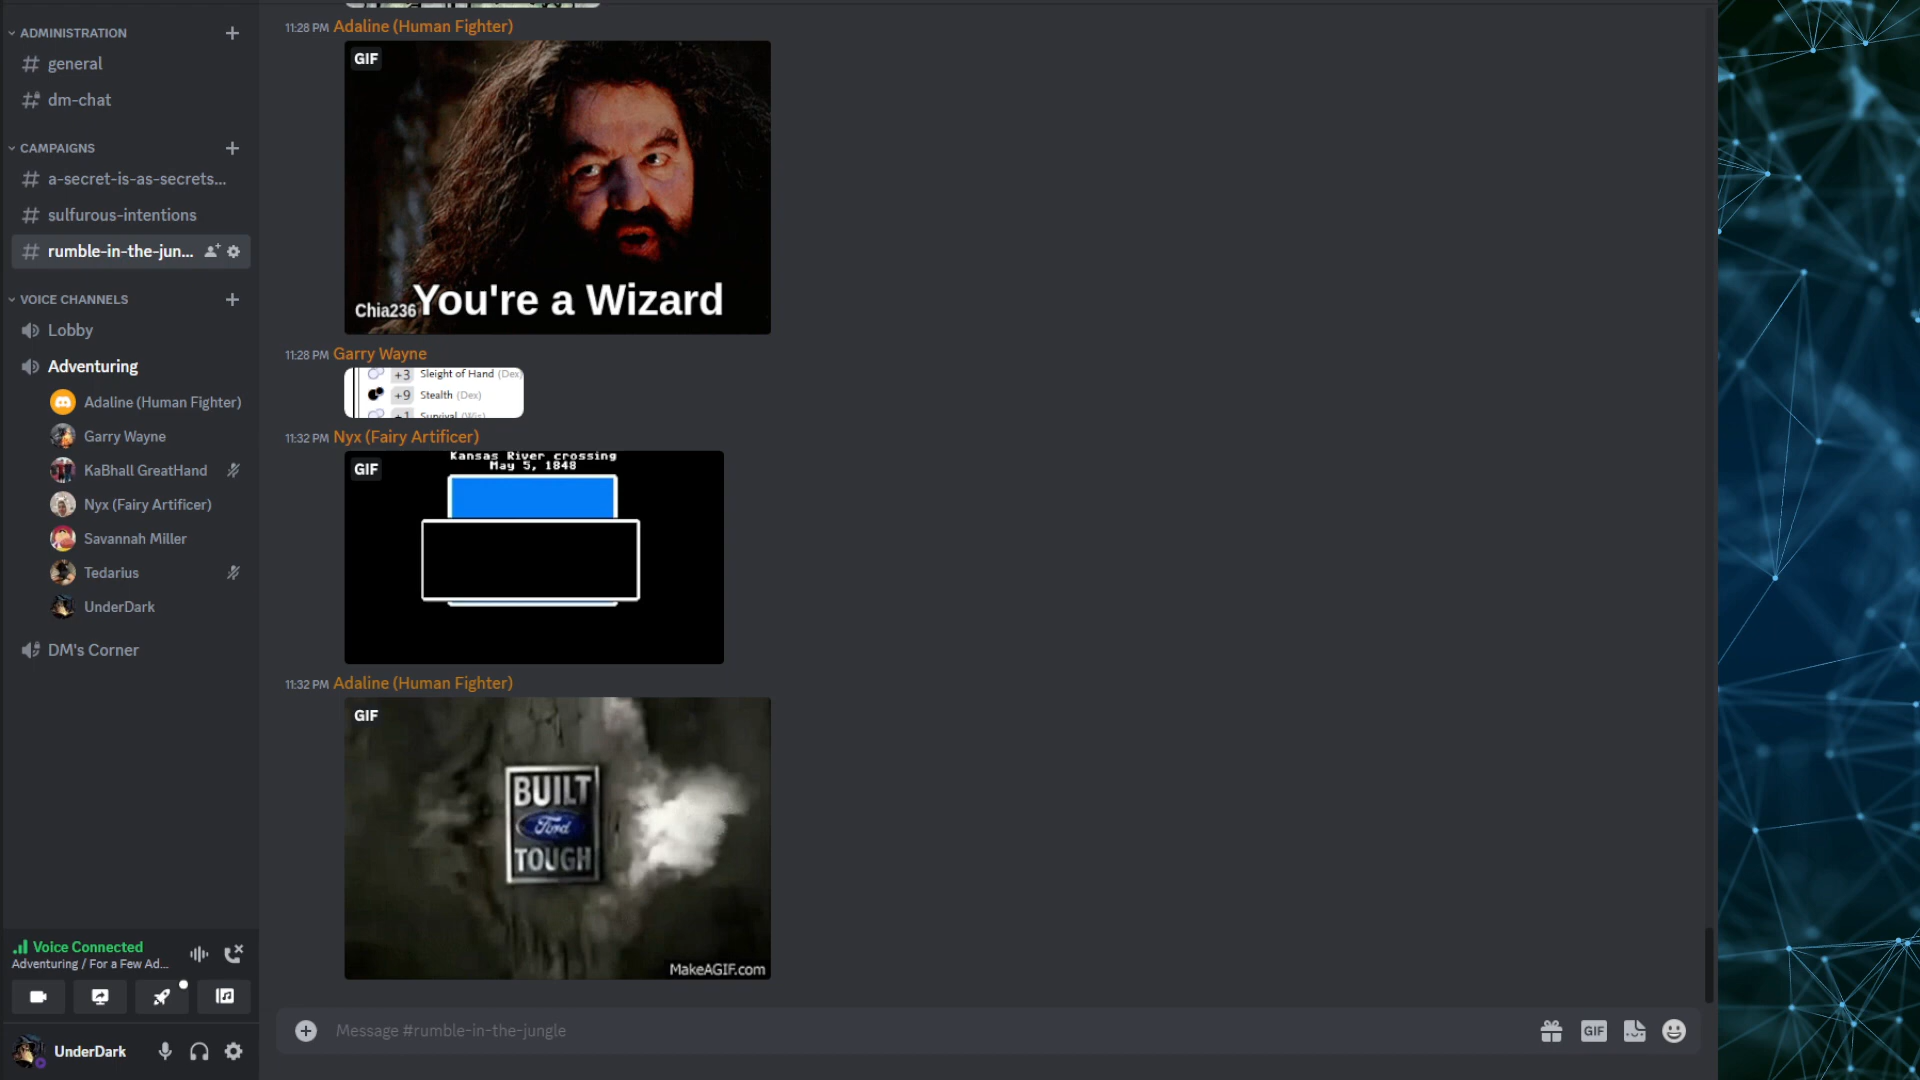 ADMINISTRATION
general
dm-chat
CAMPAIGNS
a-secret-is-as-secrets...
sulfurous-intentions
rumble-in-the-jun...
VOICE CHANNELS
Lobby
Adventuring
Adaline (Human Fighter)
Garry Wayne
KaBhall GreatHand
Nyx (Fairy Artificer)
Savannah Miller
Tedarius
UnderDark
DM's Corner
Voice Connected
Adventuring / For a Few Ad...
UnderDark
11:28 PM Adaline (Human Fighter)
GIF
Chia236
You're a Wizard
11:28 PM Garry Wayne
+3 Sleight of Hand (Dex)
+9 Stealth (Dex)
+1 Survival (Wis)
11:32 PM Nyx (Fairy Artificer)
GIF
Kansas River crossing
May 5, 1848
11:32 PM Adaline (Human Fighter)
GIF
BUILT
Ford
TOUGH
MakeAGIF.com
Message #rumble-in-the-jungle
GIF